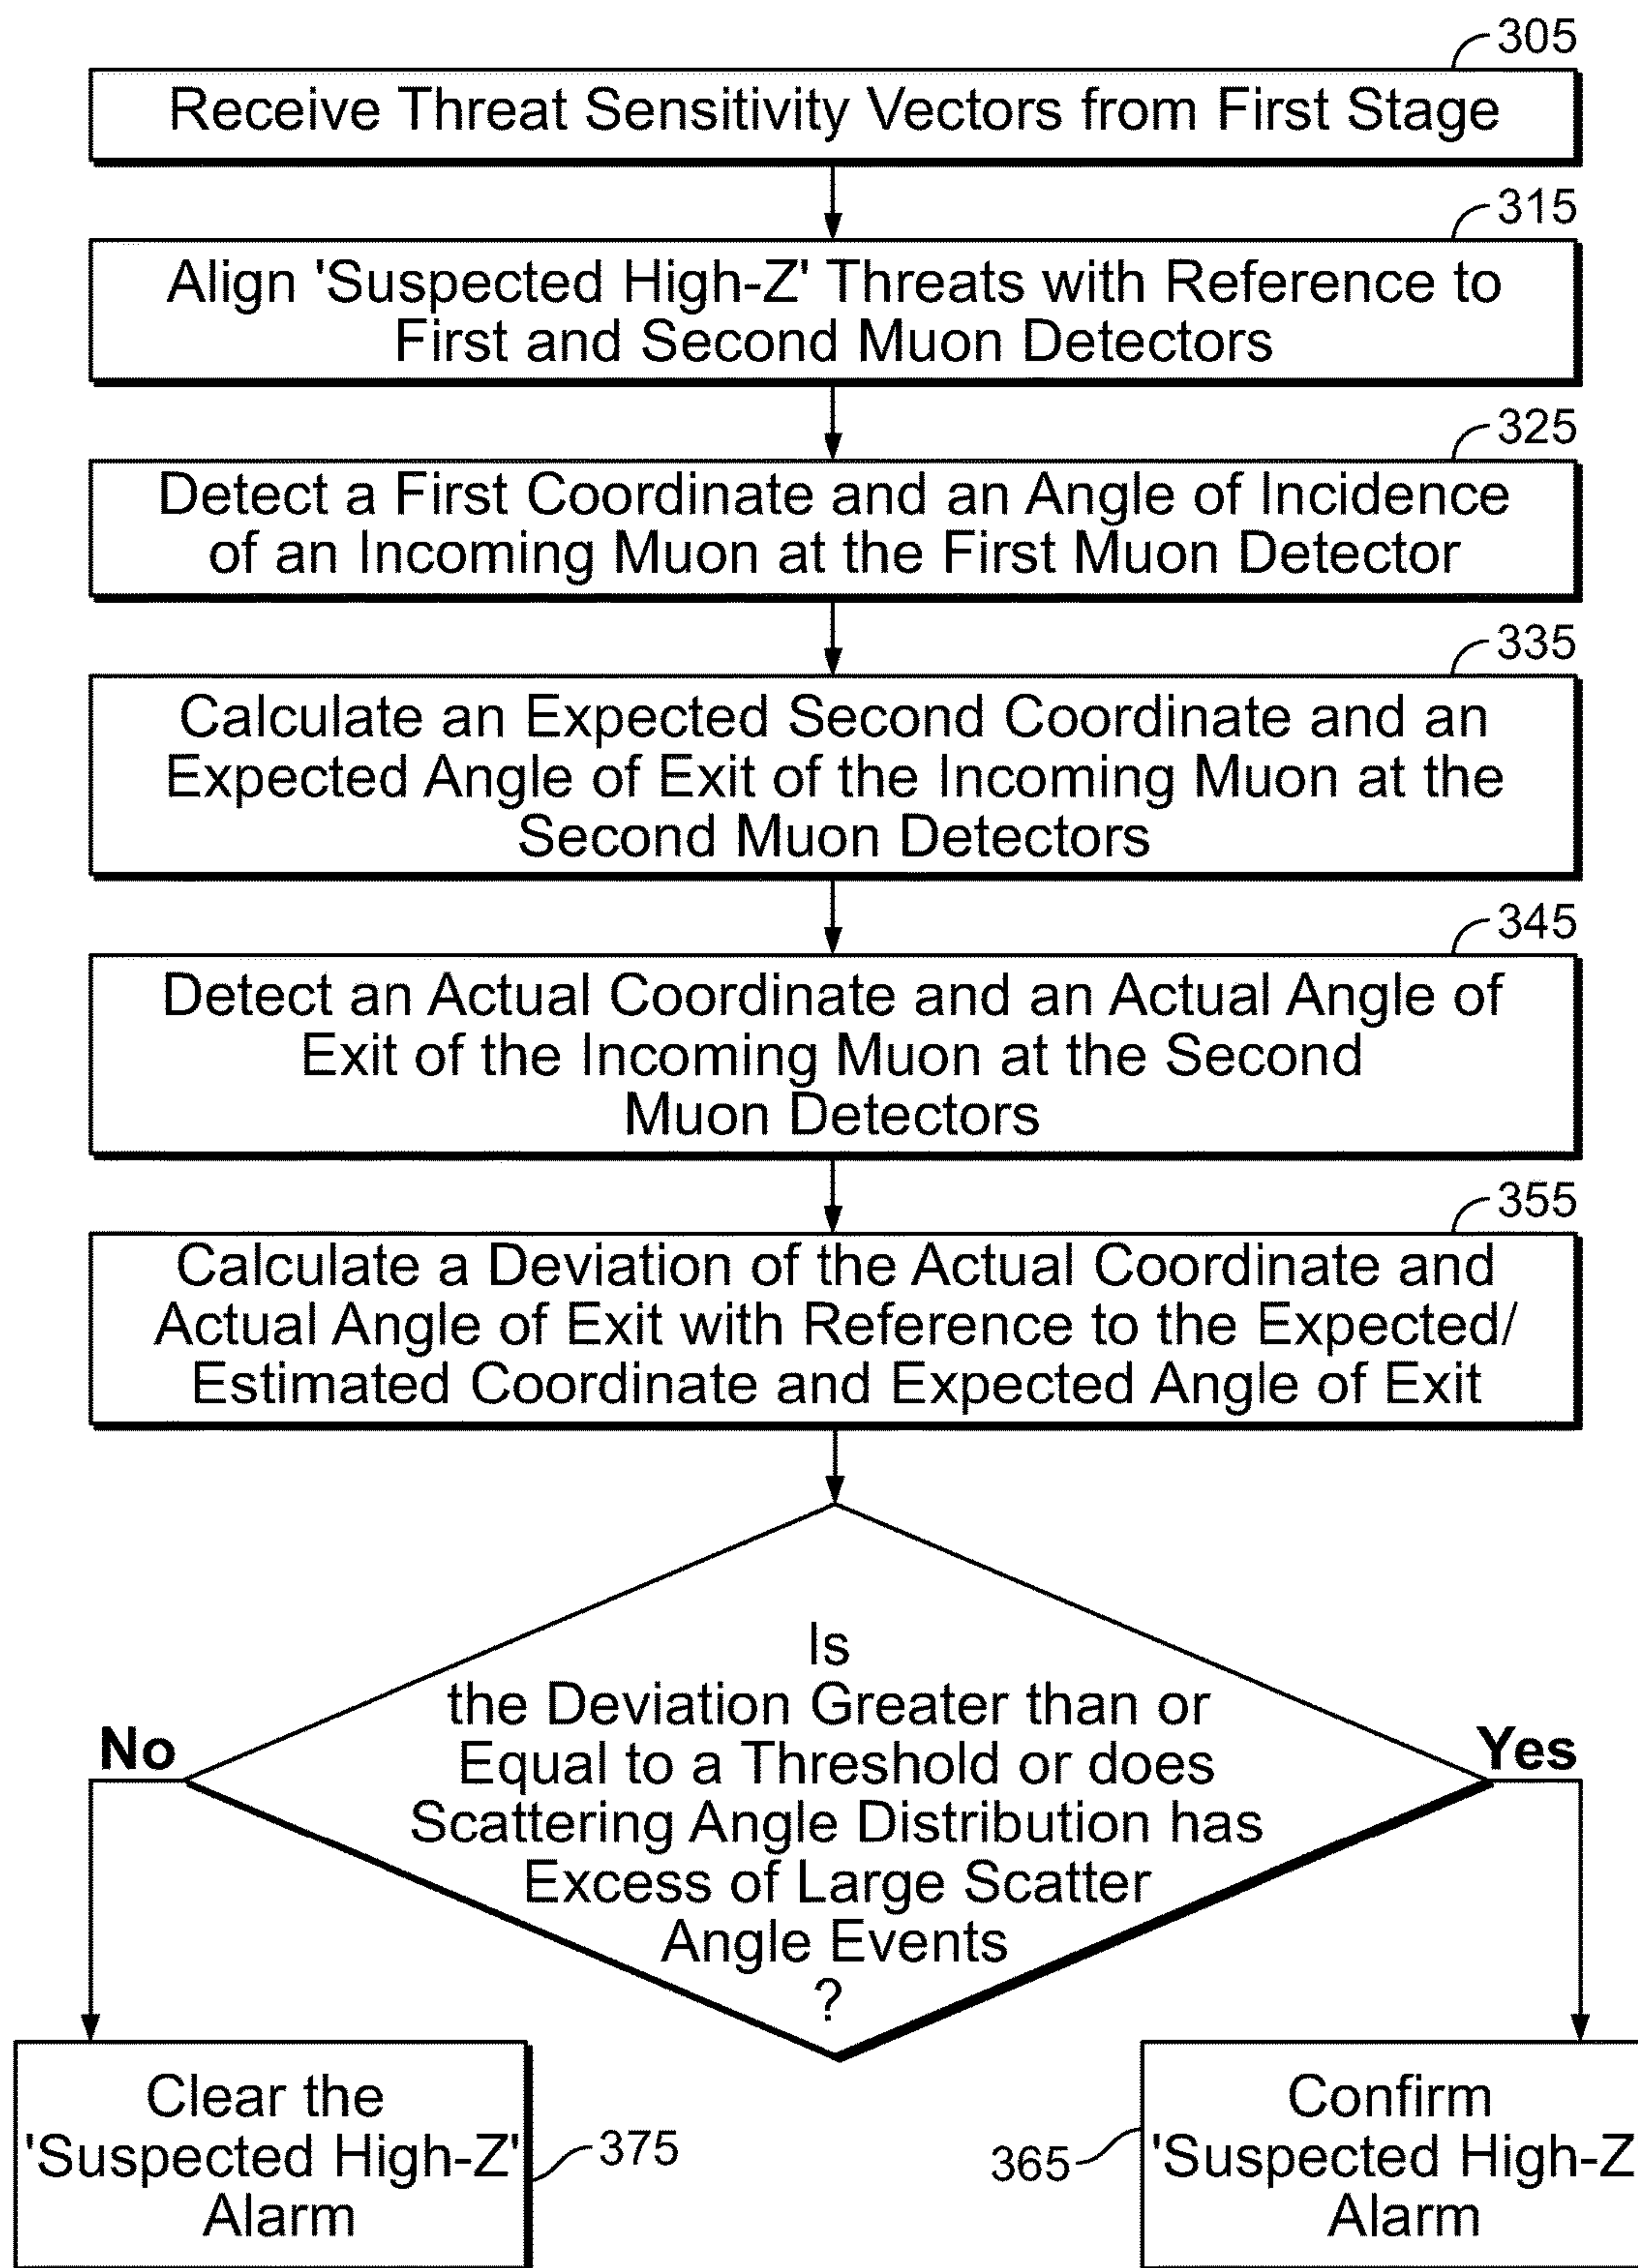 305
Receive Threat Sensitivity Vectors from First Stage
315
Align 'Suspected High-Z' Threats with Reference to
First and Second Muon Detectors
325
Detect a First Coordinate and an Angle of Incidence
of an Incoming Muon at the First Muon Detector
335
Calculate an Expected Second Coordinate and an
Expected Angle of Exit of the Incoming Muon at the
Second Muon Detectors
345
Detect an Actual Coordinate and an Actual Angle of
Exit of the Incoming Muon at the Second
Muon Detectors
355
Calculate a Deviation of the Actual Coordinate and
Actual Angle of Exit with Reference to the Expected/
Estimated Coordinate and Expected Angle of Exit
Is
the Deviation Greater than or
Equal to a Threshold or does
Scattering Angle Distribution has
Excess of Large Scatter
Angle Events
?
No
Yes
Clear the
'Suspected High-Z'
Alarm
375
365
Confirm
'Suspected High-Z
Alarm